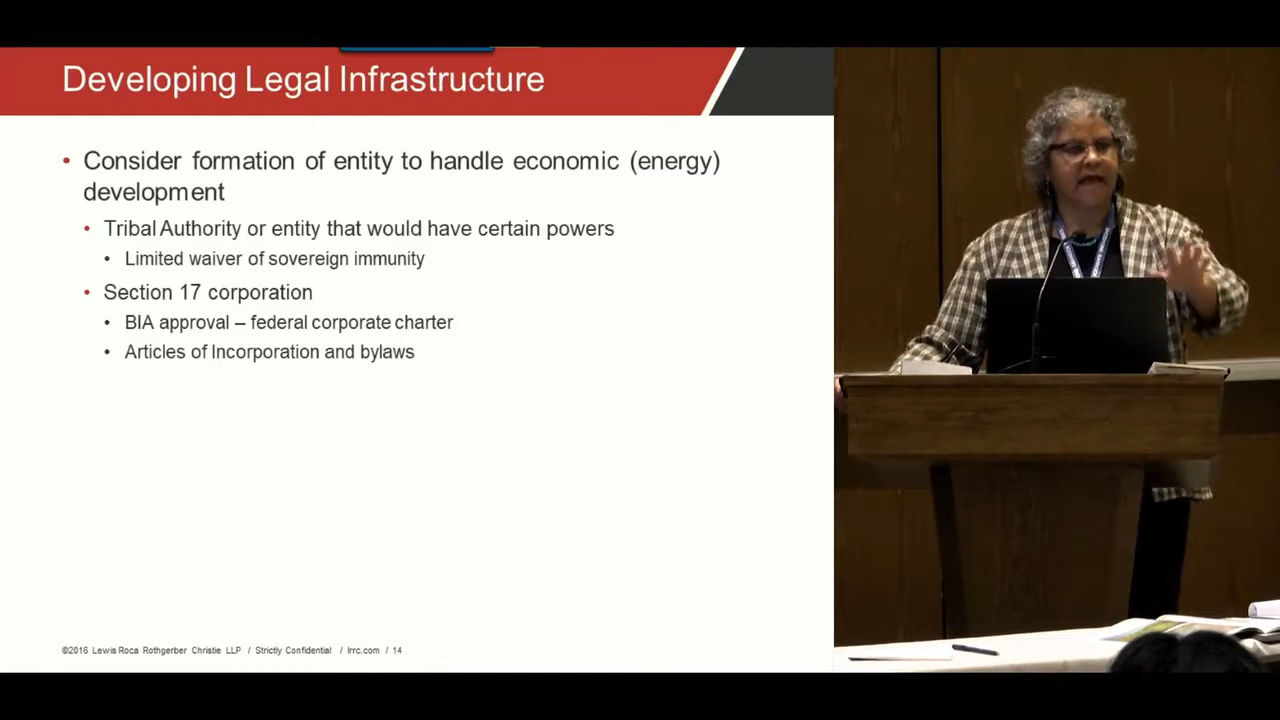 Developing Legal Infrastructure
• Consider formation of entity to handle economic (energy)
development
• Tribal Authority or entity that would have certain powers
• Limited waiver of sovereign immunity
• Section 17 corporation
• BIA approval – federal corporate charter
• Articles of Incorporation and bylaws
©2016 Lewis Roca Rothgerber Christie LLP / Strictly Confidential / lrrc.com / 14